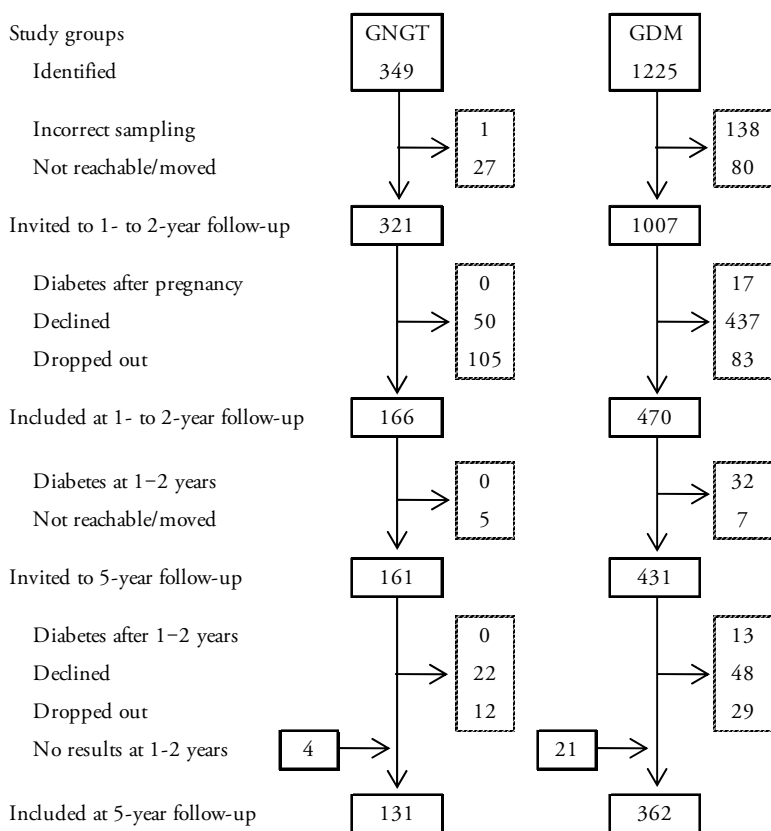 Study groups GNGT GDM
Identified 349 1225
Incorrect sampling 1 138
Not reachable/moved 27 80
Invited to 1- to 2-year follow-up 321 1007
Diabetes after pregnancy 0 17
Declined 50 437
Dropped out 105 83
Included at 1- to 2-year follow-up 166 470
Diabetes at 1−2 years 0 32
Not reachable/moved 5 7
Invited to 5-year follow-up 161 431
Diabetes after 1−2 years 0 13
Declined 22 48
Dropped out 12 29
No results at 1-2 years 4 21
Included at 5-year follow-up 131 362